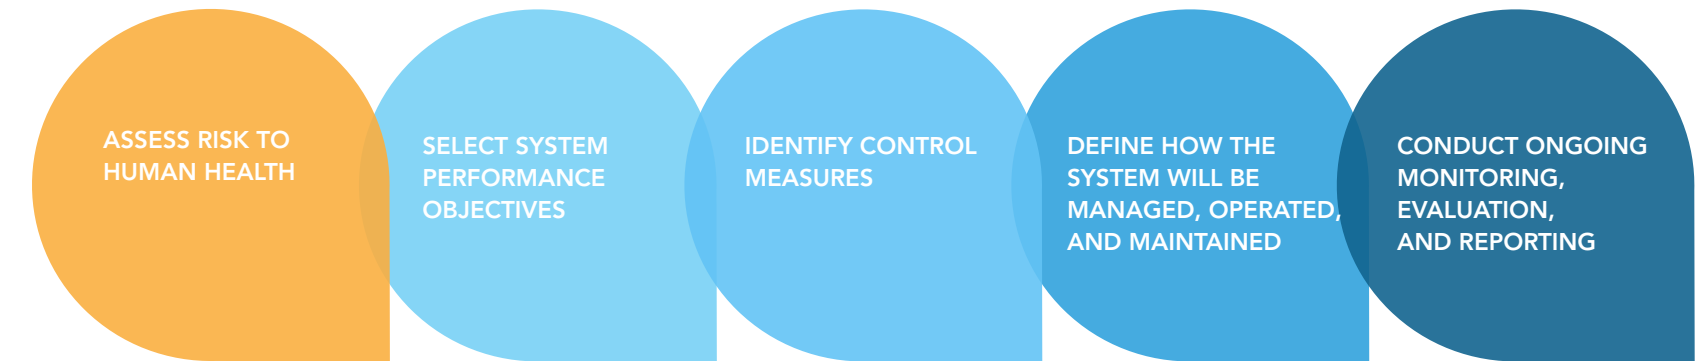 ASSESS RISK TO
HUMAN HEALTH
SELECT SYSTEM
PERFORMANCE
OBJECTIVES
IDENTIFY CONTROL
MEASURES
DEFINE HOW THE
SYSTEM WILL BE
MANAGED, OPERATED,
AND MAINTAINED
CONDUCT ONGOING
MONITORING,
EVALUATION,
AND REPORTING